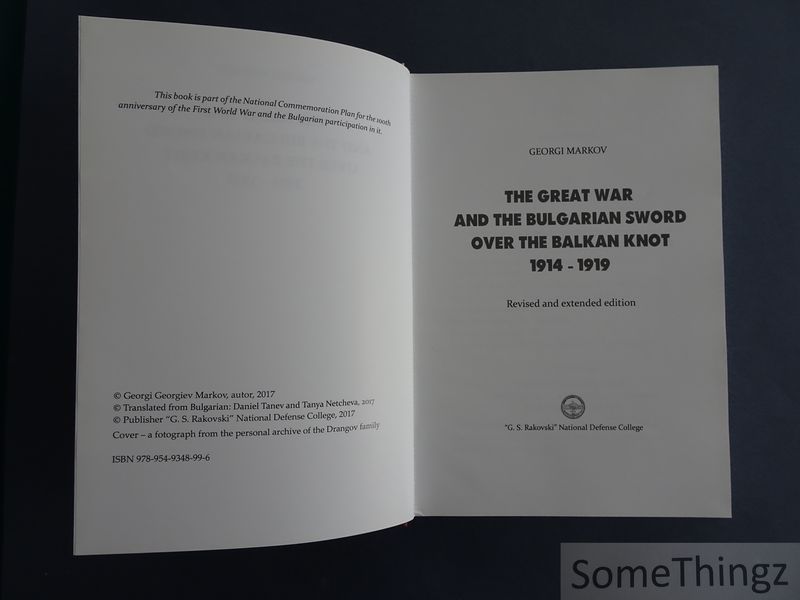 This book is part of the National Commemoration Plan for the 100th
anniversary of the First World War and the Bulgarian participation in it.
© Georgi Georgiev Markov, autor, 2017
© Translated from Bulgarian: Daniel Tanev and Tanya Netcheva, 2017
© Publisher "G. S. Rakovski" National Defense College, 2017
Cover – a fotograph from the personal archive of the Drangov family
ISBN 978-954-9348-99-6
GEORGI MARKOV
THE GREAT WAR
AND THE BULGARIAN SWORD
OVER THE BALKAN KNOT
1914 - 1919
Revised and extended edition
"G. S. Rakovski" National Defense College
SomeThingz